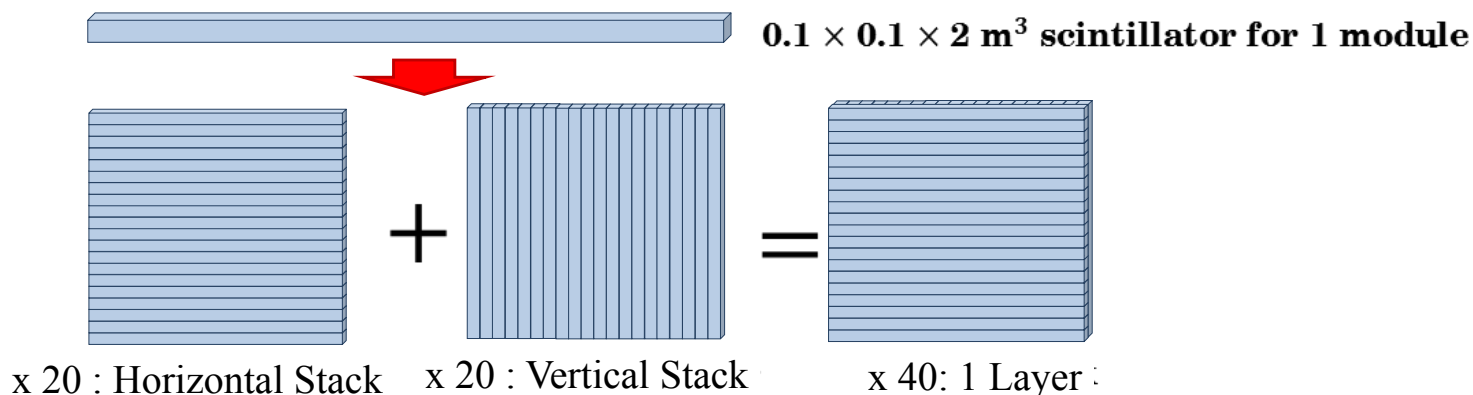 0.1 × 0.1 × 2 m³ scintillator for 1 module
+
=
x 20 : Horizontal Stack
x 20 : Vertical Stack
x 40: 1 Layer